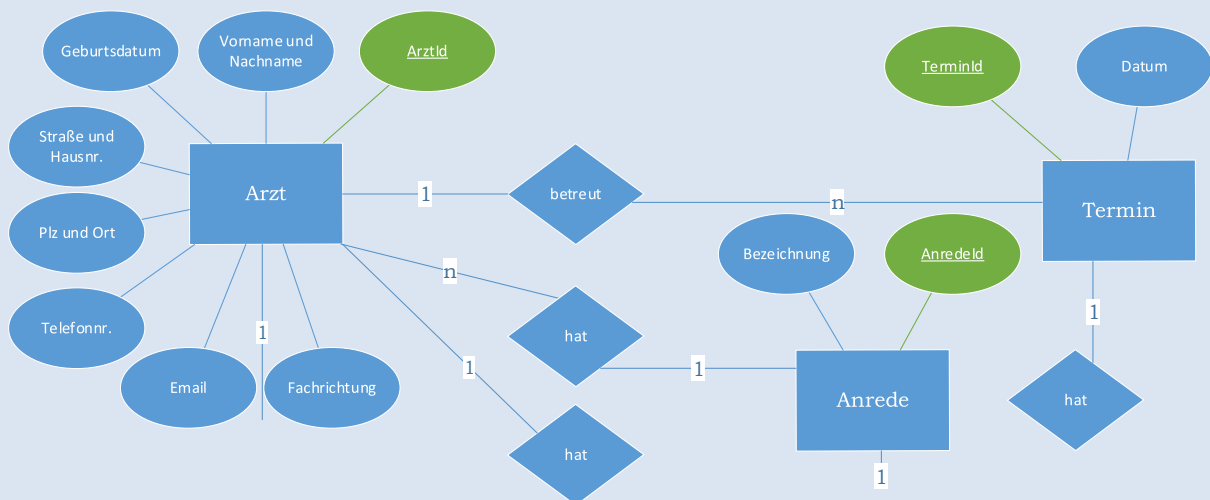 Geburtsdatum
Vorname und
Nachname
ArztId
TerminId
Datum
Straße und
Hausnr.
Arzt
1
betreut
n
Termin
Plz und Ort
Bezeichnung
AnredeId
n
Telefonnr.
1
hat
1
1
1
Email
Fachrichtung
Anrede
hat
hat
1